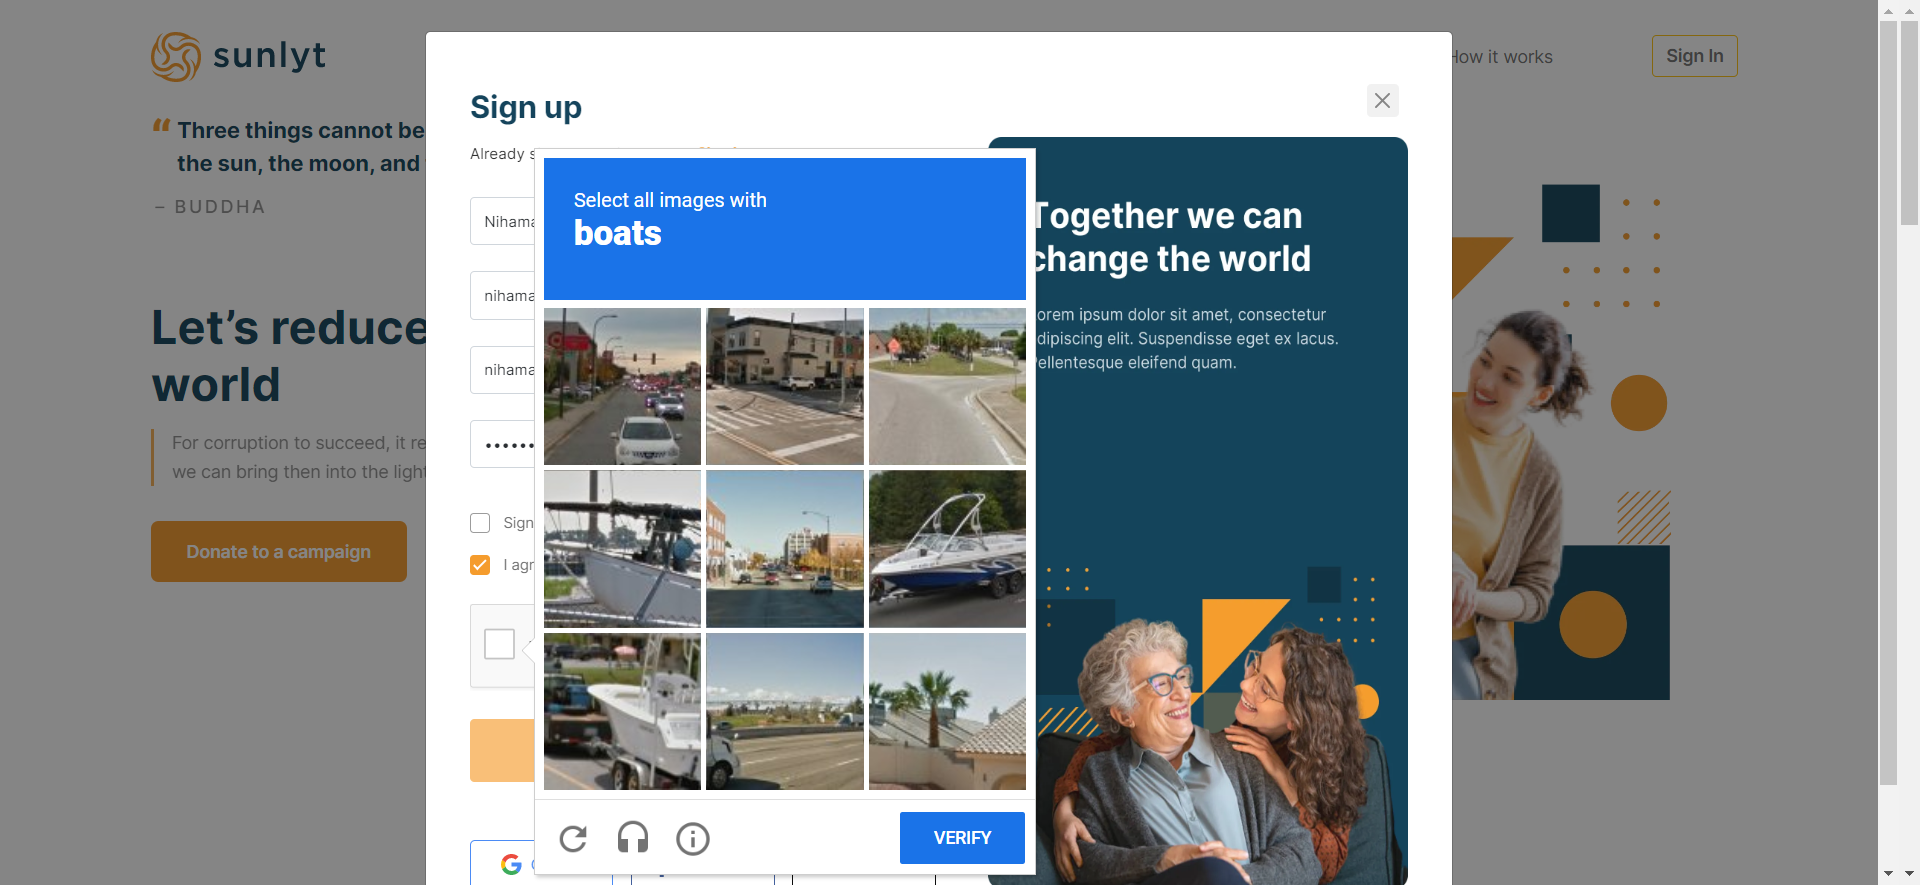 sunlyt
How it works
Sign In
“ Three things cannot be
the sun, the moon, and
– BUDDHA
Let’s reduce
world
For corruption to succeed, it re
we can bring then into the light
Donate to a campaign
Sign up
Already s
Nihama
nihama
nihama
••••••
Sign
I agr
Select all images with
boats
VERIFY
Together we can
change the world
orem ipsum dolor sit amet, consectetur
dipiscing elit. Suspendisse eget ex lacus.
ellentesque eleifend quam.